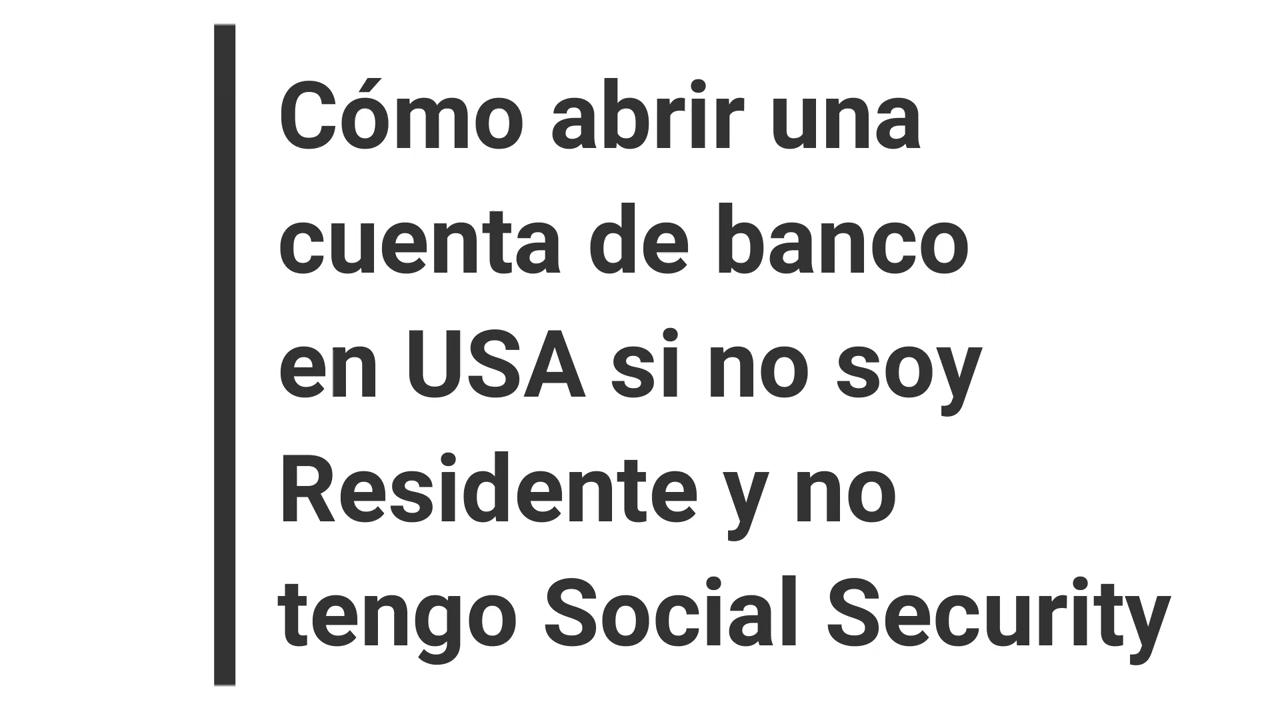 Cómo abrir una
cuenta de banco
en USA si no soy
Residente y no
tengo Social Security